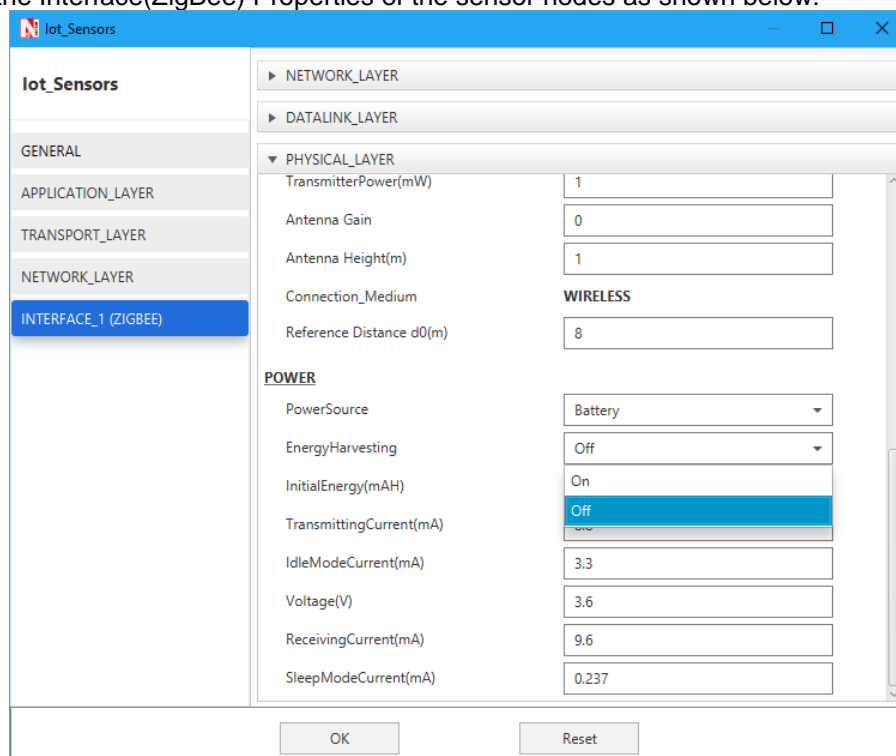 the Interface(ZigBee) Properties of the sensor nodes as shown below.
Iot_Sensors
Iot_Sensors
GENERAL
APPLICATION_LAYER
TRANSPORT_LAYER
NETWORK_LAYER
INTERFACE_1 (ZIGBEE)
NETWORK_LAYER
DATALINK_LAYER
PHYSICAL_LAYER
TransmitterPower(mW) 1
Antenna Gain 0
Antenna Height(m) 1
Connection_Medium WIRELESS
Reference Distance d0(m) 8
POWER
PowerSource Battery
EnergyHarvesting Off
InitialEnergy(mAH) On
Off
TransmittingCurrent(mA)
IdleModeCurrent(mA) 3.3
Voltage(V) 3.6
ReceivingCurrent(mA) 9.6
SleepModeCurrent(mA) 0.237
OK Reset